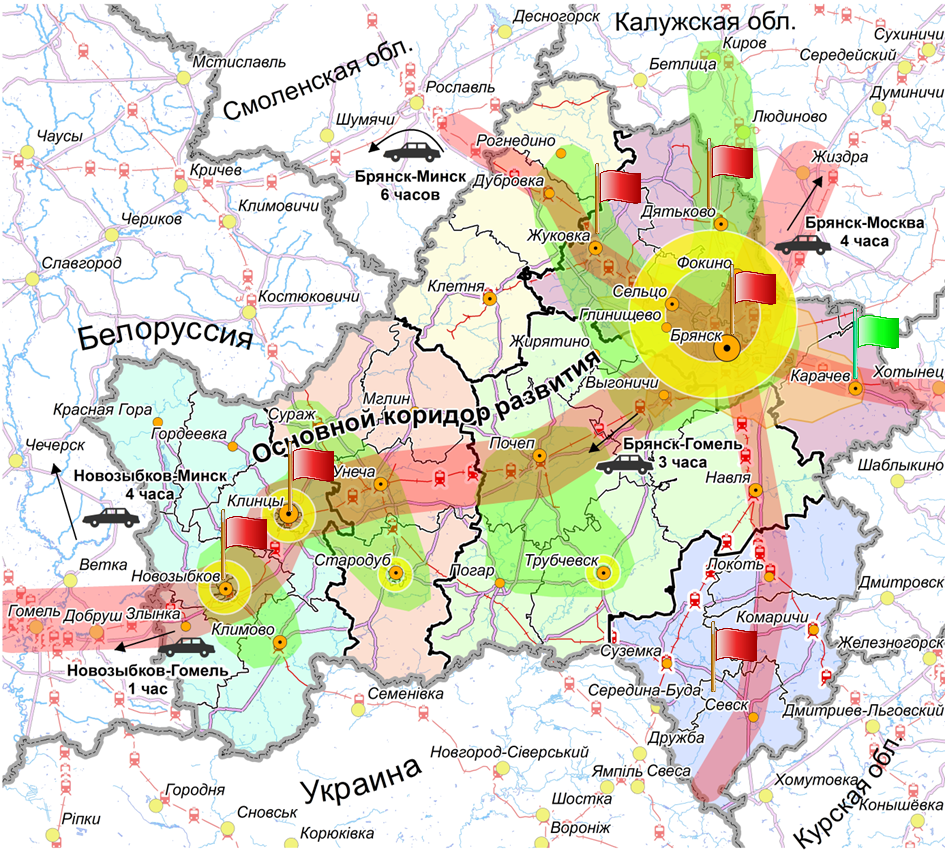 Десногорск
Калужская обл.
Киров
Сухиничи
Середейский
Бетлица
Мстиславль
Смоленская обл.
Рославль
Думиничи
Людиново
Шумячи
Чаусы
Рогнедино
Жиздра
Брянск-Минск
6 часов
Кричев
Дубровка
Климовичи
Дятьково
Брянск-Москва
4 часа
Чериков
Жуковка
Славгород
Фокино
Клетня
Сельцо
Костюковичи
Глинищево
Белоруссия
Жирятино
Брянск
Карачев
Хотынец
Выгоничи
Основной коридор развития
Мглин
Красная Гора
Сураж
Гордеевка
Чечерск
Почеп
Брянск-Гомель
3 часа
Унеча
Шаблыкино
Новозыбков-Минск
4 часа
Навля
Клинцы
Ветка
Новозыбков
Стародуб
Погар
Трубчевск
Локоть
Дмитровск
Гомель
Добруш
Злынка
Климово
Комаричи
Железногорск
Суземка
Новозыбков-Гомель
1 час
Семенівка
Середина-Буда
Севск
Дмитриев-Льговский
Дружба
Новгород-Сіверський
Украина
Ямпіль
Свеса
Хомутовка
Курская обл.
Городня
Шостка
Конышёвка
Сновськ
Ріпки
Корюківка
Вороніж